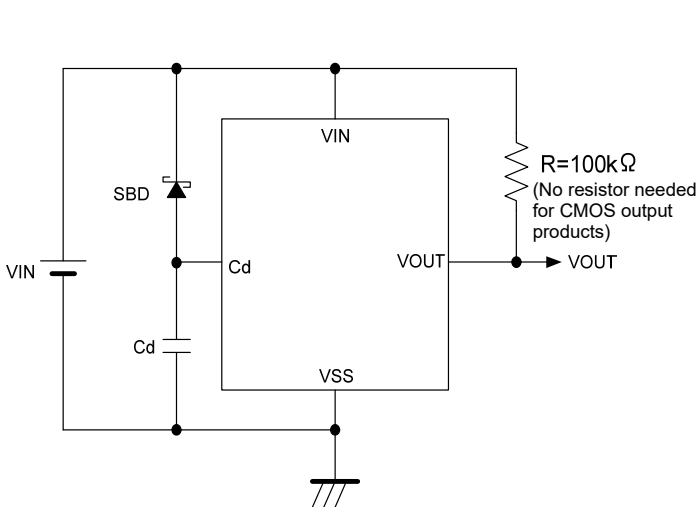 VIN
SBD
R=100kΩ
(No resistor needed
for CMOS output
products)
VIN
Cd
VOUT
VOUT
Cd
VSS